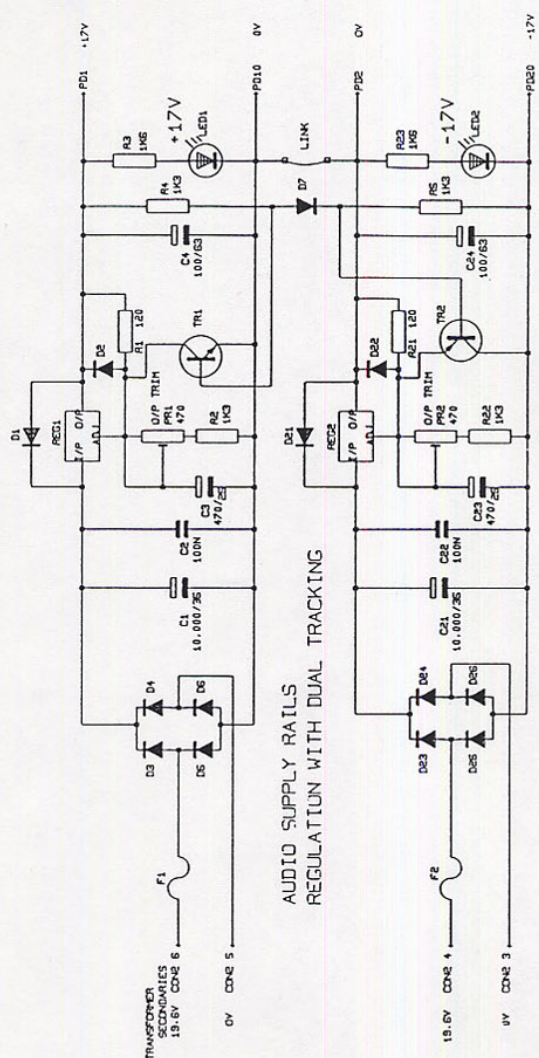 TRANSFORMER
SECONDARIES
19.6V CON2 6
0V CON2 5
F1
D3
D4
D5
D6
C1
10.000/35
C2
100N
C3
470/25
D1
REG1
I/P O/P
ADJ
D2
R1
120
O/P TRIM
PR1
470
R2
1K3
TR1
C4
100/63
R4
1K3
R3
1K6
+17V
LED1
PD1 +17V
PD10 0V
LINK
D7
AUDIO SUPPLY RAILS
REGULATION WITH DUAL TRACKING
19.6V CON2 4
0V CON2 3
F2
D23
D24
D25
D26
C21
10.000/35
C22
100N
C23
470/25
D21
REG2
I/P O/P
ADJ
D22
R21
120
O/P TRIM
PR2
470
R22
1K3
TR2
C24
100/63
R5
1K3
R23
1K6
-17V
LED2
PD2 0V
PD20 -17V